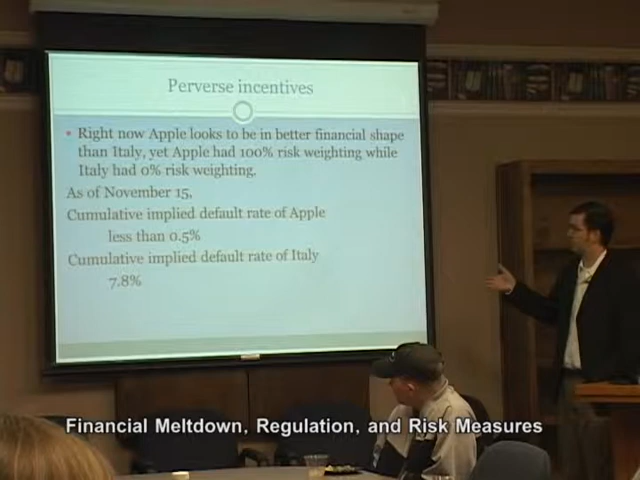 Perverse incentives
• Right now Apple looks to be in better financial shape
than Italy, yet Apple had 100% risk weighting while
Italy had 0% risk weighting.
As of November 15,
Cumulative implied default rate of Apple
less than 0.5%
Cumulative implied default rate of Italy
7.8%
Financial Meltdown, Regulation, and Risk Measures